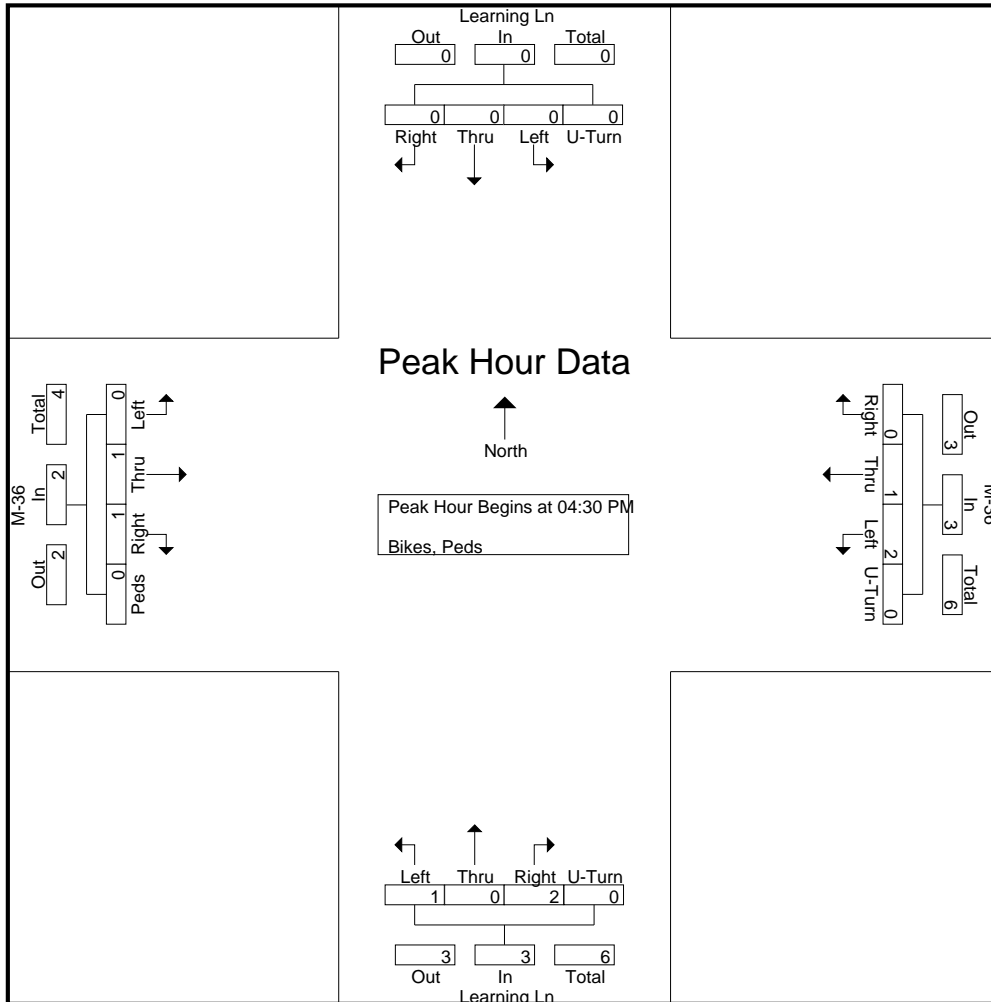 Learning Ln
Out In Total
0 0 0
0 0 0 0
Right Thru Left U-Turn
Peak Hour Data
North
Peak Hour Begins at 04:30 PM
Bikes, Peds
M-36
Total In Out
4 2 2
0 1 1 0
Left Thru Right Peds
Right Thru Left U-Turn
0 1 2 0
Out In Total
3 3 6
M-36
Left Thru Right U-Turn
1 0 2 0
3 3 6
Out In Total
Learning Ln